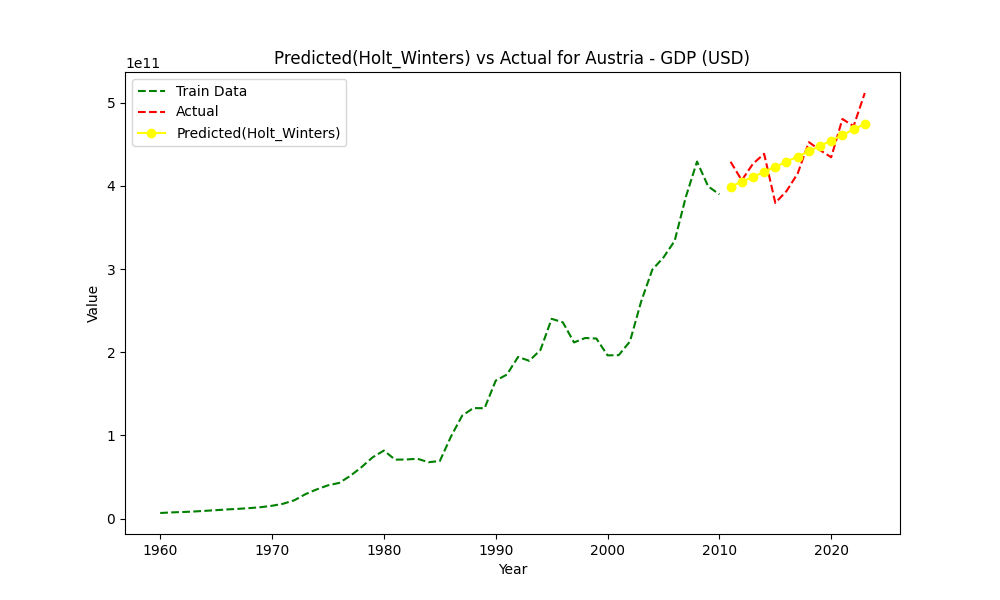 Predicted(Holt_Winters) vs Actual for Austria - GDP (USD)
1e11
Train Data
Actual
Predicted(Holt_Winters)
5
4
3
2
1
0
Value
1960
1970
1980
1990
2000
2010
2020
Year